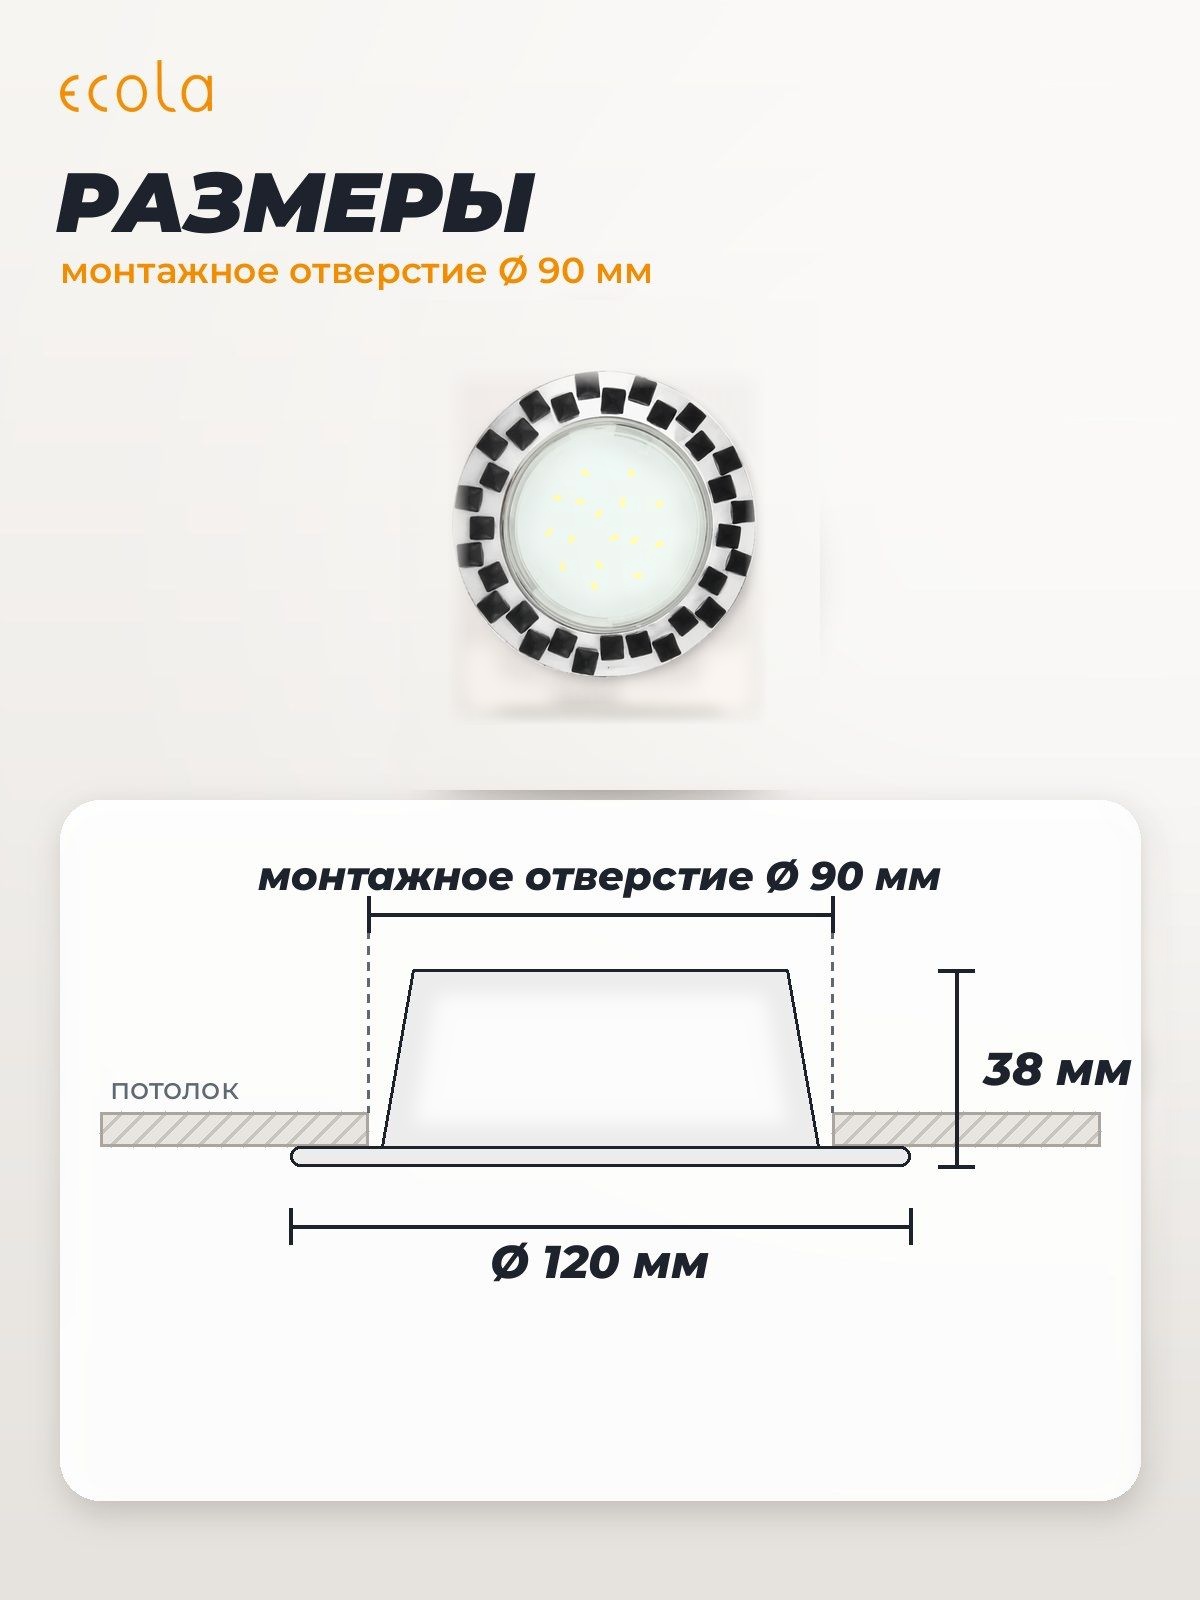 ecola
РАЗМЕРЫ
монтажное отверстие Ø 90 мм
монтажное отверстие Ø 90 мм
38 мм
потолок
Ø 120 мм